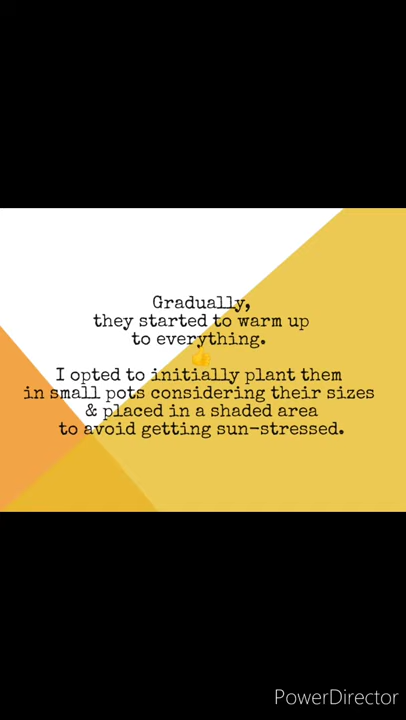 Gradually,
they started to warm up
to everything.
👍
I opted to initially plant them
in small pots considering their sizes
& placed in a shaded area
to avoid getting sun-stressed.
PowerDirector